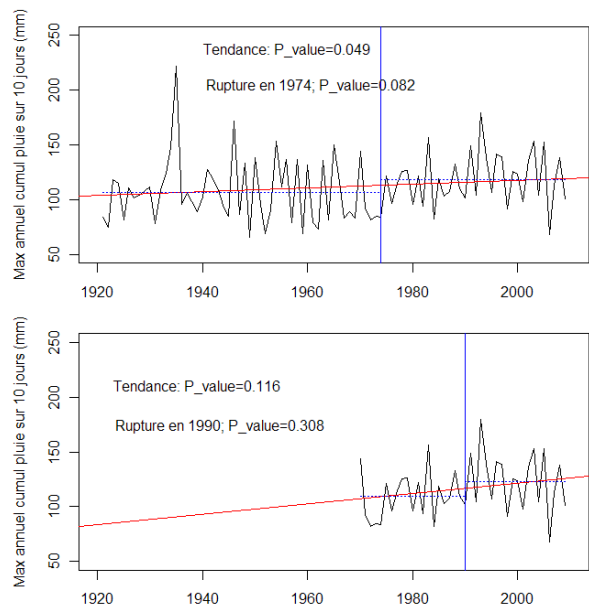 Max annuel cumul pluie sur 10 jours (mm)
250
200
150
100
50
Tendance: P_value=0.049
Rupture en 1974; P_value=0.082
1920 1940 1960 1980 2000
Max annuel cumul pluie sur 10 jours (mm)
250
200
150
100
50
Tendance: P_value=0.116
Rupture en 1990; P_value=0.308
1920 1940 1960 1980 2000